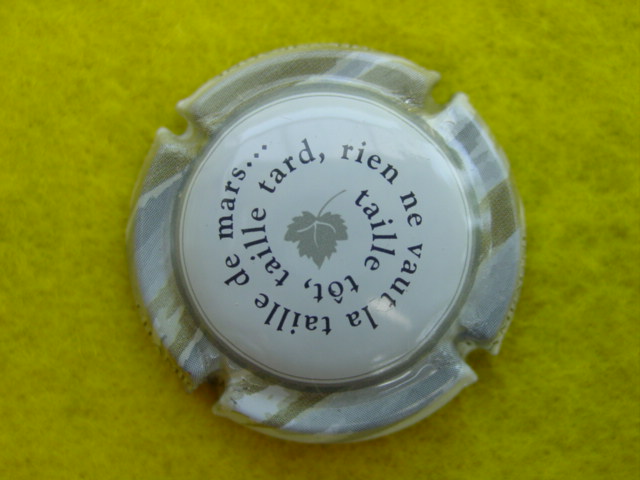 taille tôt, taille tard, rien ne vaut la taille de mars...